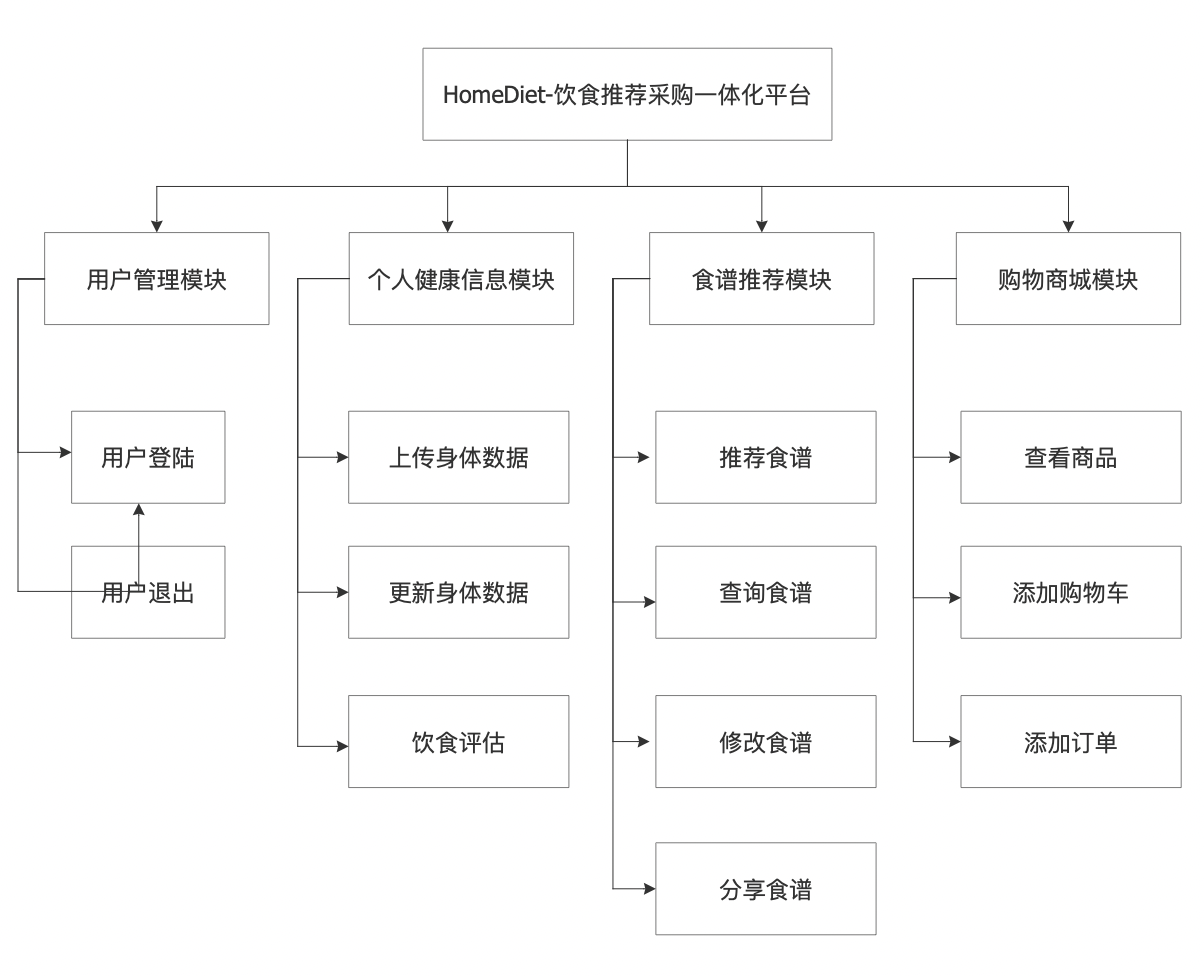 HomeDiet-饮食推荐采购一体化平台
用户管理模块
个人健康信息模块
食谱推荐模块
购物商城模块
用户登陆
上传身体数据
推荐食谱
查看商品
用户退出
更新身体数据
查询食谱
添加购物车
饮食评估
修改食谱
添加订单
分享食谱